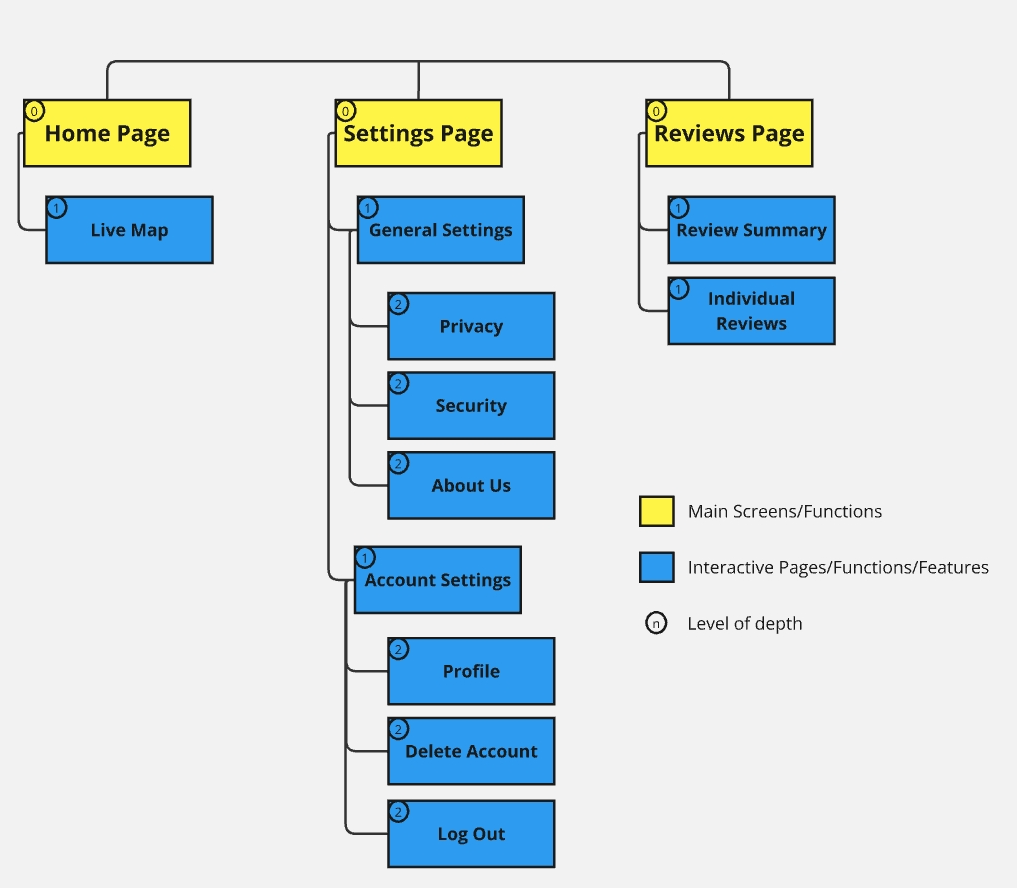 0
Home Page
1
Live Map
0
Settings Page
1
General Settings
2
Privacy
2
Security
2
About Us
1
Account Settings
2
Profile
2
Delete Account
2
Log Out
0
Reviews Page
1
Review Summary
1
Individual
Reviews
Main Screens/Functions
Interactive Pages/Functions/Features
n
Level of depth